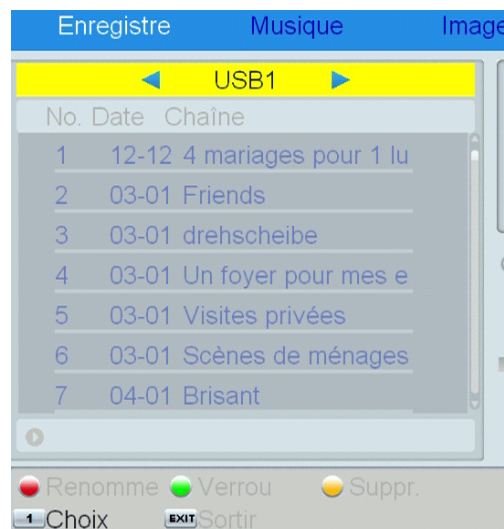 Enregistre Musique Image
USB1
No. Date Chaîne
1 12-12 4 mariages pour 1 lu
2 03-01 Friends
3 03-01 drehscheibe
4 03-01 Un foyer pour mes e
5 03-01 Visites privées
6 03-01 Scènes de ménages
7 04-01 Brisant
Renomme Verrou Suppr.
1 Choix EXIT Sortir